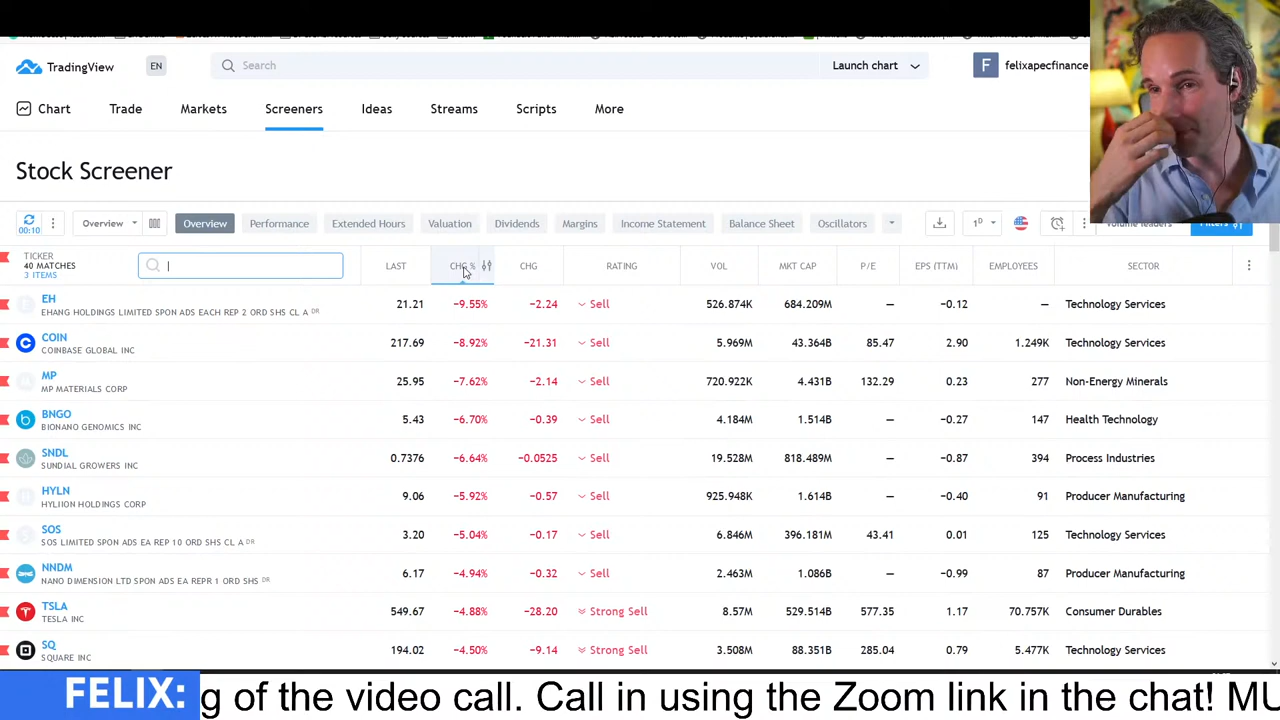 TradingView EN Search Launch chart F felixapecfinance
Chart Trade Markets Screeners Ideas Streams Scripts More
Stock Screener
00:10 Overview Overview Performance Extended Hours Valuation Dividends Margins Income Statement Balance Sheet Oscillators 1D
TICKER
40 MATCHES
3 ITEMS
LAST CHG % CHG RATING VOL MKT CAP P/E EPS (TTM) EMPLOYEES SECTOR
EH 21.21 −9.55% −2.24 Sell 526.874K 684.209M — −0.12 — Technology Services
EHANG HOLDINGS LIMITED SPON ADS EACH REP 2 ORD SHS CL A DR
COIN 217.69 −8.92% −21.31 Sell 5.969M 43.364B 85.47 2.90 1.249K Technology Services
COINBASE GLOBAL INC
MP 25.95 −7.62% −2.14 Sell 720.922K 4.431B 132.29 0.23 277 Non-Energy Minerals
MP MATERIALS CORP
BNGO 5.43 −6.70% −0.39 Sell 4.184M 1.514B — −0.27 147 Health Technology
BIONANO GENOMICS INC
SNDL 0.7376 −6.64% −0.0525 Sell 19.528M 818.489M — −0.87 394 Process Industries
SUNDIAL GROWERS INC
HYLN 9.06 −5.92% −0.57 Sell 925.948K 1.614B — −0.40 91 Producer Manufacturing
HYLIION HOLDINGS CORP
SOS 3.20 −5.04% −0.17 Sell 6.846M 396.181M 43.41 0.01 125 Technology Services
SOS LIMITED SPON ADS EA REP 10 ORD SHS CL A DR
NNDM 6.17 −4.94% −0.32 Sell 2.463M 1.086B — −0.99 87 Producer Manufacturing
NANO DIMENSION LTD SPON ADS EA REPR 1 ORD SHS DR
TSLA 549.67 −4.88% −28.20 Strong Sell 8.57M 529.514B 577.35 1.17 70.757K Consumer Durables
TESLA INC
SQ 194.02 −4.50% −9.14 Strong Sell 3.508M 88.351B 285.04 0.79 5.477K Technology Services
SQUARE INC
FELIX: g of the video call. Call in using the Zoom link in the chat! MU